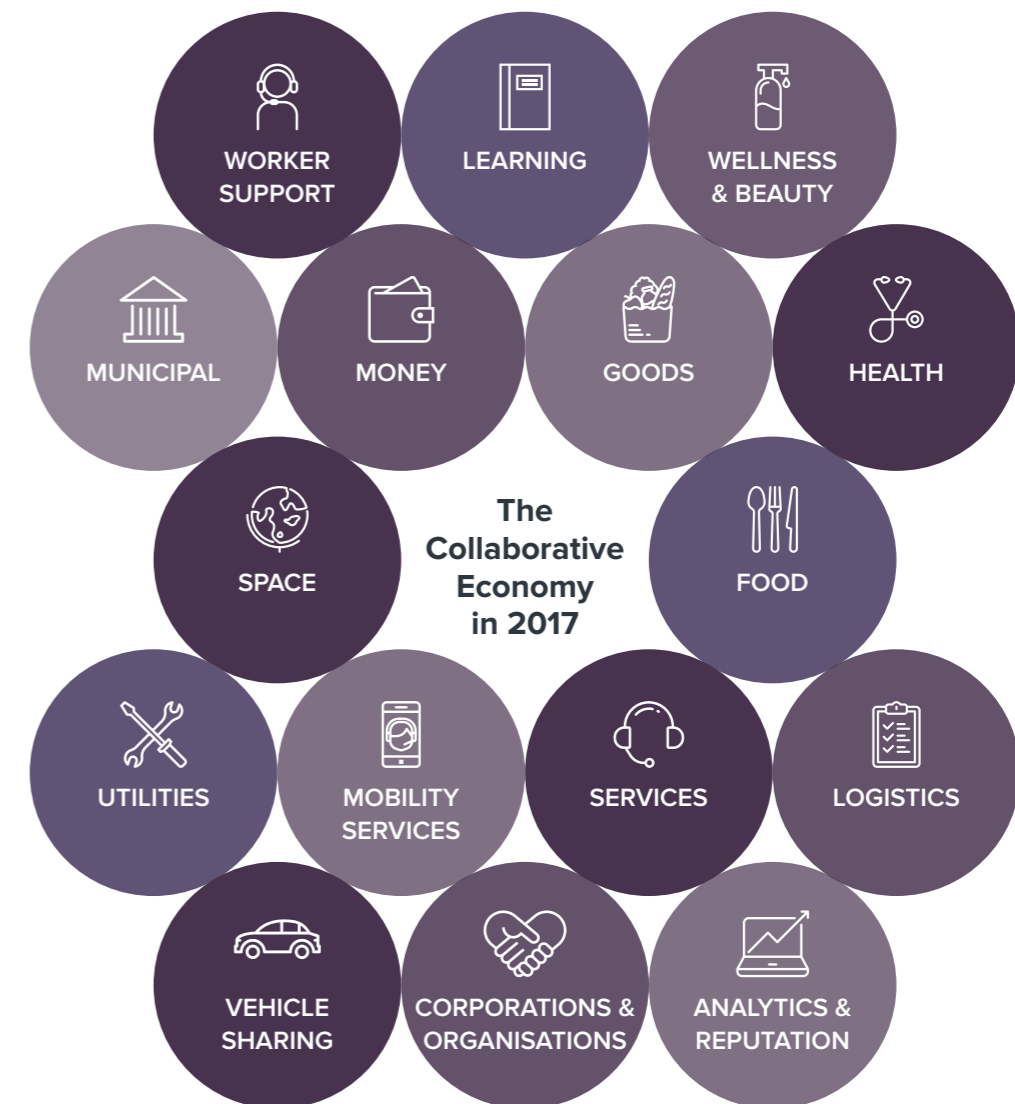 WORKER
SUPPORT
LEARNING
WELLNESS
& BEAUTY
MUNICIPAL
MONEY
GOODS
HEALTH
SPACE
The
Collaborative
Economy
in 2017
FOOD
UTILITIES
MOBILITY
SERVICES
SERVICES
LOGISTICS
VEHICLE
SHARING
CORPORATIONS &
ORGANISATIONS
ANALYTICS &
REPUTATION